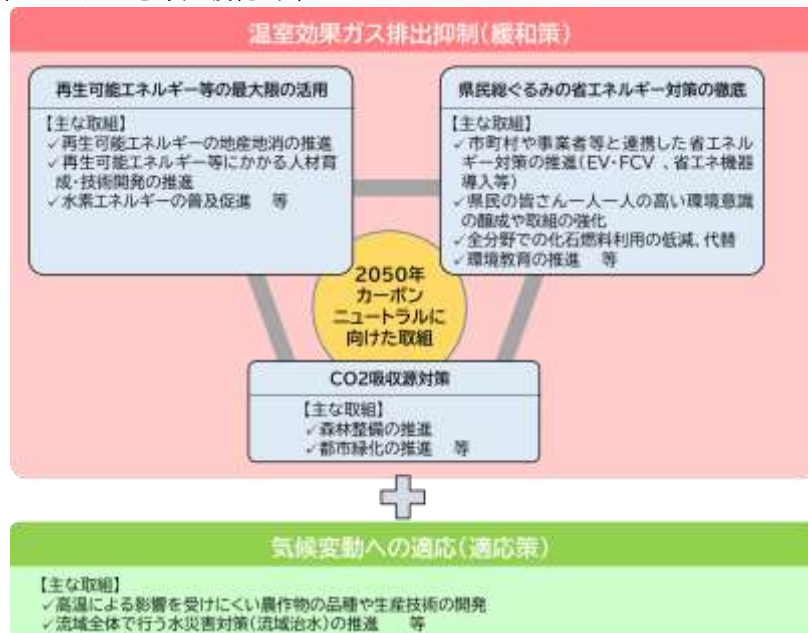 温室効果ガス排出抑制(緩和策)
再生可能エネルギー等の最大限の活用
【主な取組】
✓再生可能エネルギーの地産地消の推進
✓再生可能エネルギー等にかかる人材育
成・技術開発の推進
✓水素エネルギーの普及促進 等
県民総ぐるみの省エネルギー対策の徹底
【主な取組】
✓市町村や事業者等と連携した省エネル
ギー対策の推進(EV・FCV 、省エネ機器
導入等)
✓県民の皆さん一人一人の高い環境意識
の醸成や取組の強化
✓全分野での化石燃料利用の低減、代替
✓環境教育の推進 等
2050年
カーボン
ニュートラルに
向けた取組
CO2吸収源対策
【主な取組】
✓森林整備の推進
✓都市緑化の推進 等
気候変動への適応(適応策)
【主な取組】
✓高温による影響を受けにくい農作物の品種や生産技術の開発
✓流域全体で行う水災害対策(流域治水)の推進 等